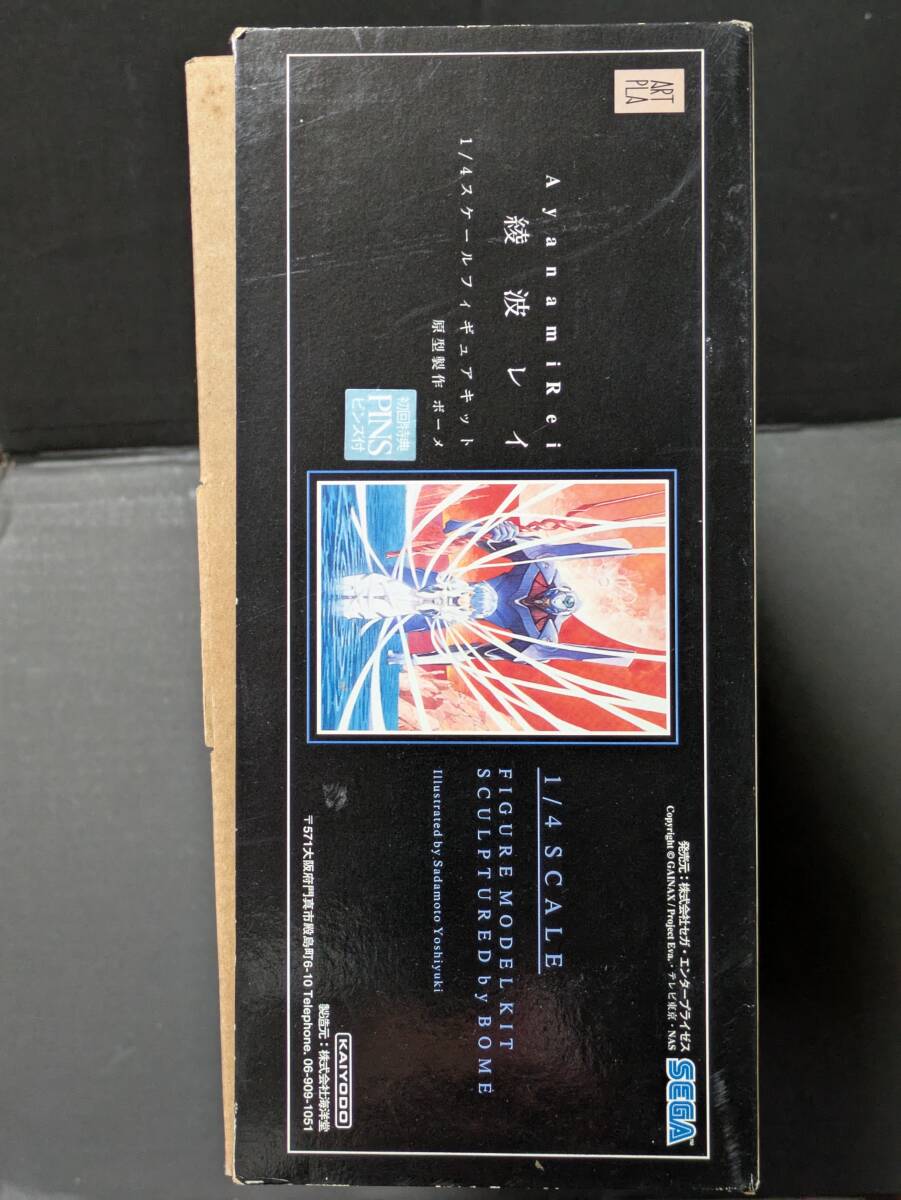 ART
PLA
AyanamiRei
綾波レイ
1/4スケールフィギュアキット
原型製作 ボーメ
初回特典
PINS
ピンズ付
1/4 SCALE
FIGURE MODEL KIT
SCULPTURED by BOME
Illustrated by Sadamoto Yoshiyuki
発売元:株式会社セガ・エンタープライゼス
Copyright © GAINAX / Project Eva.・テレビ東京・NAS
SEGA™
KAIYODO
製造元:株式会社海洋堂
〒571大阪府門真市殿島町6-10 Telephone. 06-909-1051